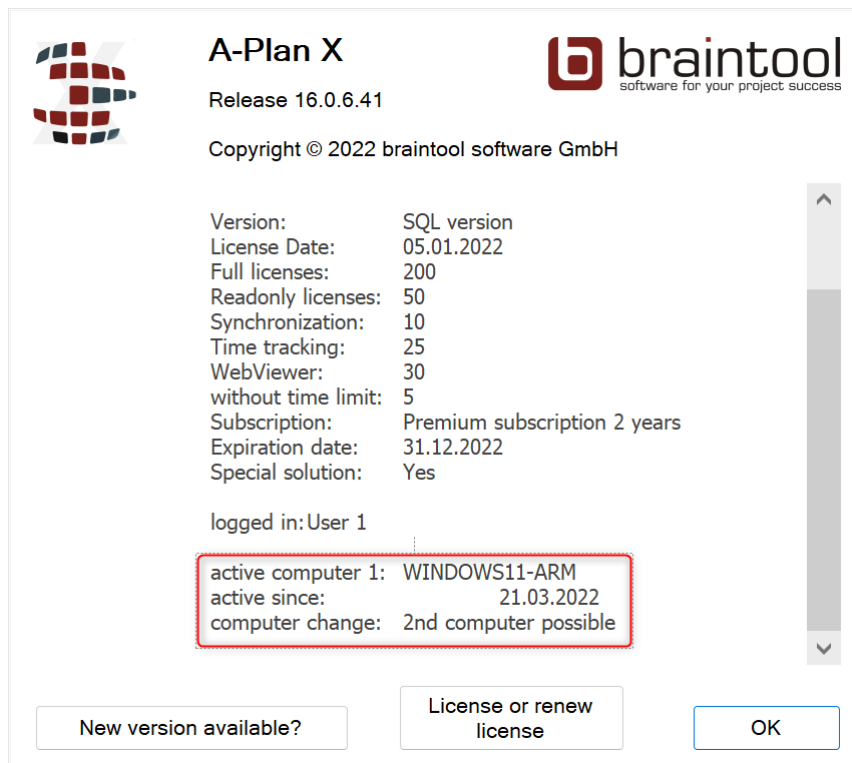 A-Plan X
braintool
software for your project success
Release 16.0.6.41
Copyright © 2022 braintool software GmbH
Version: SQL version
License Date: 05.01.2022
Full licenses: 200
Readonly licenses: 50
Synchronization: 10
Time tracking: 25
WebViewer: 30
without time limit: 5
Subscription: Premium subscription 2 years
Expiration date: 31.12.2022
Special solution: Yes
logged in: User 1
active computer 1: WINDOWS11-ARM
active since: 21.03.2022
computer change: 2nd computer possible
New version available?
License or renew
license
OK